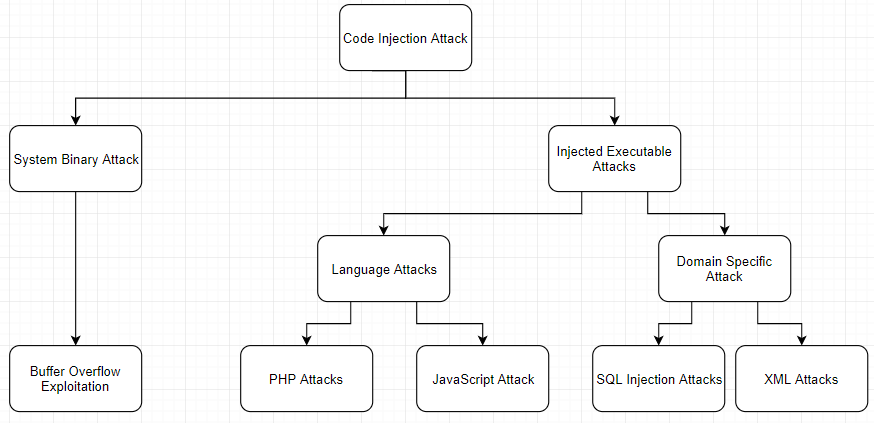 Code Injection Attack
System Binary Attack
Injected Executable
Attacks
Language Attacks
Domain Specific
Attack
Buffer Overflow
Exploitation
PHP Attacks
JavaScript Attack
SQL Injection Attacks
XML Attacks